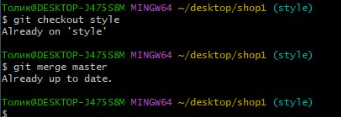 Толик@DESKTOP-J475S8M MINGW64 ~/desktop/shop1 (style)
$ git checkout style
Already on 'style'
Толик@DESKTOP-J475S8M MINGW64 ~/desktop/shop1 (style)
$ git merge master
Already up to date.
Толик@DESKTOP-J475S8M MINGW64 ~/desktop/shop1 (style)
$